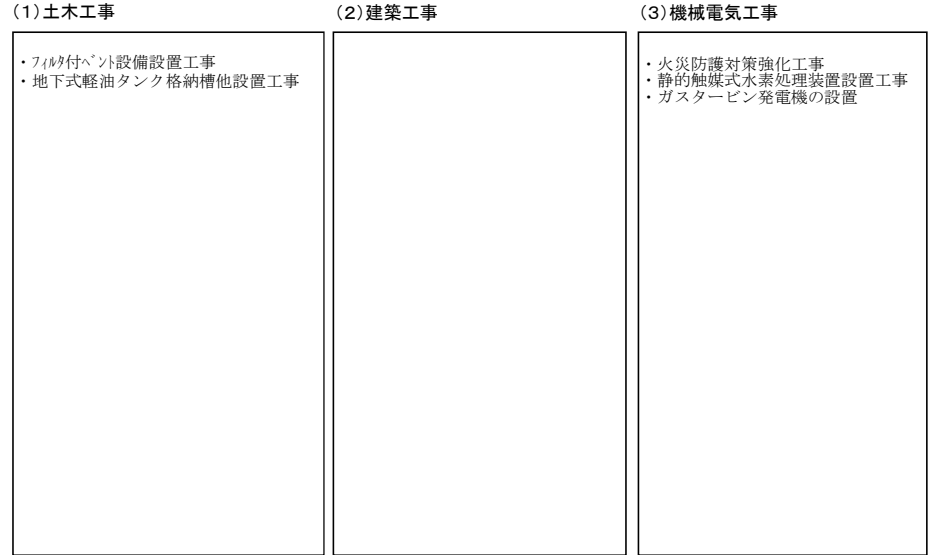 (1)土木工事
・ﾌｨﾙﾀ付ﾍﾞﾝﾄ設備設置工事
・地下式軽油タンク格納槽他設置工事
(2)建築工事
(3)機械電気工事
・火災防護対策強化工事
・静的触媒式水素処理装置設置工事
・ガスタービン発電機の設置